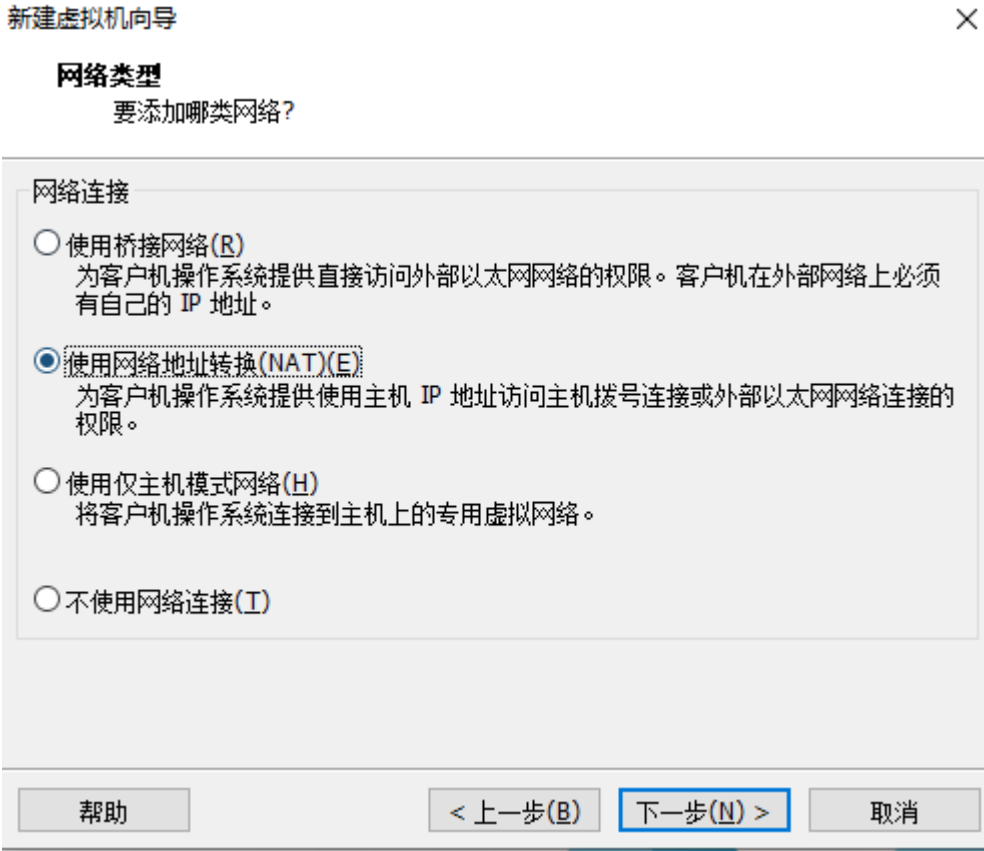 新建虚拟机向导
网络类型
要添加哪类网络?
网络连接
使用桥接网络(R)
为客户机操作系统提供直接访问外部以太网网络的权限。客户机在外部网络上必须
有自己的 IP 地址。
使用网络地址转换(NAT)(E)
为客户机操作系统提供使用主机 IP 地址访问主机拨号连接或外部以太网网络连接的
权限。
使用仅主机模式网络(H)
将客户机操作系统连接到主机上的专用虚拟网络。
不使用网络连接(T)
帮助
< 上一步(B)
下一步(N) >
取消